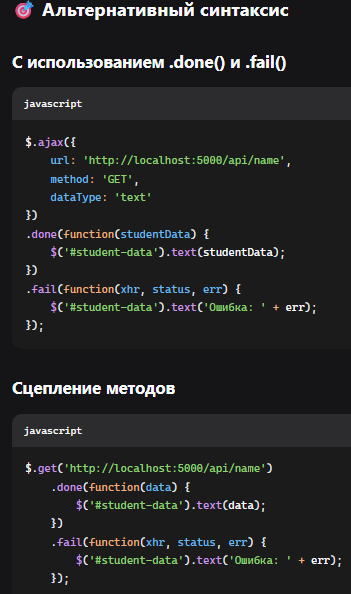 🎯 Альтернативный синтаксис
С использованием .done() и .fail()
javascript
$.ajax({
    url: 'http://localhost:5000/api/name',
    method: 'GET',
    dataType: 'text'
})
.done(function(studentData) {
    $('#student-data').text(studentData);
})
.fail(function(xhr, status, err) {
    $('#student-data').text('Ошибка: ' + err);
});
Сцепление методов
javascript
$.get('http://localhost:5000/api/name')
    .done(function(data) {
        $('#student-data').text(data);
    })
    .fail(function(xhr, status, err) {
        $('#student-data').text('Ошибка: ' + err);
    });